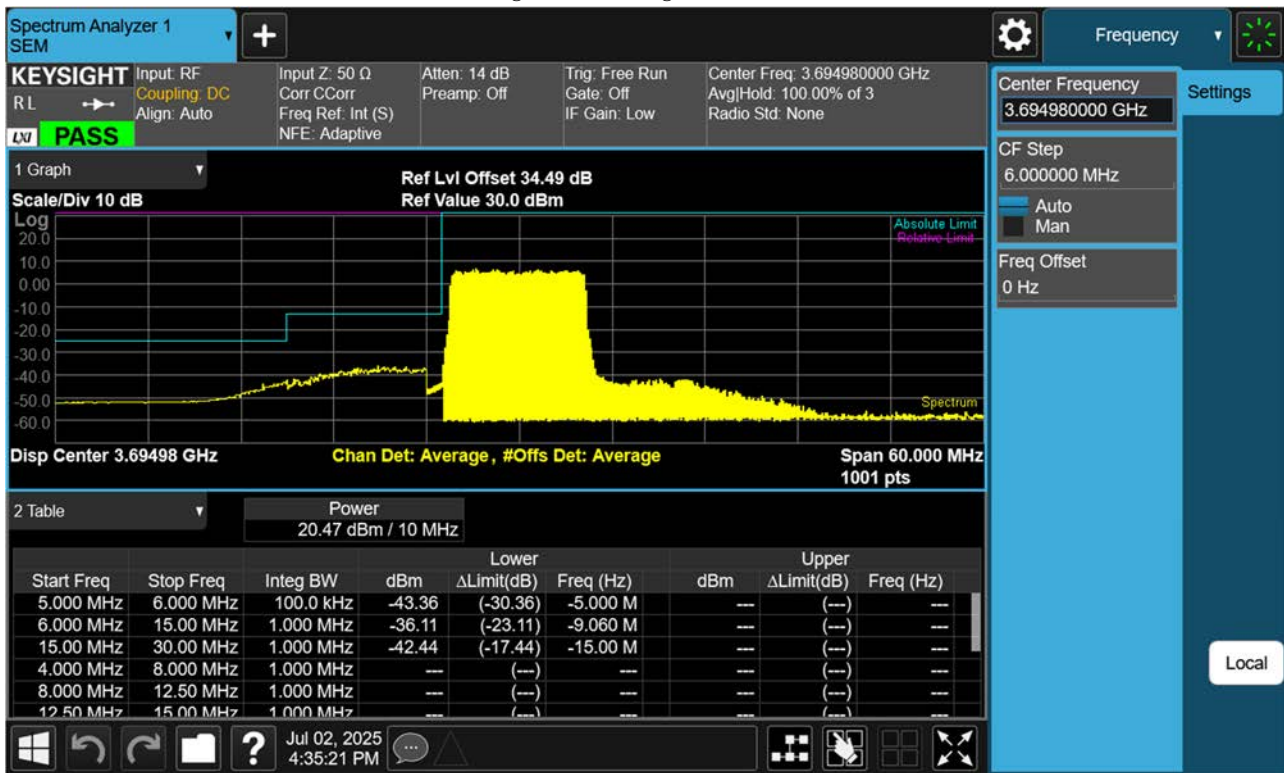 Spectrum Analyzer 1
SEM
Frequency
KEYSIGHT
RL
LXI PASS
Input: RF
Coupling: DC
Align: Auto
Input Z: 50 Ω
Corr CCorr
Freq Ref: Int (S)
NFE: Adaptive
Atten: 14 dB
Preamp: Off
Trig: Free Run
Gate: Off
IF Gain: Low
Center Freq: 3.694980000 GHz
Avg|Hold: 100.00% of 3
Radio Std: None
Center Frequency
3.694980000 GHz
Settings
CF Step
6.000000 MHz
Auto
Man
Freq Offset
0 Hz
Local
1 Graph
Ref Lvl Offset 34.49 dB
Scale/Div 10 dB
Ref Value 30.0 dBm
Log
Absolute Limit
Relative Limit
20.0
10.0
0.00
-10.0
-20.0
-30.0
-40.0
-50.0
-60.0
Spectrum
Disp Center 3.69498 GHz
Chan Det: Average, #Offs Det: Average
Span 60.000 MHz
1001 pts
2 Table
Power
20.47 dBm / 10 MHz
Lower Upper
Start Freq Stop Freq Integ BW dBm ΔLimit(dB) Freq (Hz) dBm ΔLimit(dB) Freq (Hz)
5.000 MHz 6.000 MHz 100.0 kHz -43.36 (-30.36) -5.000 M --- (---) ---
6.000 MHz 15.00 MHz 1.000 MHz -36.11 (-23.11) -9.060 M --- (---) ---
15.00 MHz 30.00 MHz 1.000 MHz -42.44 (-17.44) -15.00 M --- (---) ---
4.000 MHz 8.000 MHz 1.000 MHz --- (---) --- --- (---) ---
8.000 MHz 12.50 MHz 1.000 MHz --- (---) --- --- (---) ---
12.50 MHz 15.00 MHz 1.000 MHz --- (---) --- --- (---) ---
?
Jul 02, 2025
4:35:21 PM